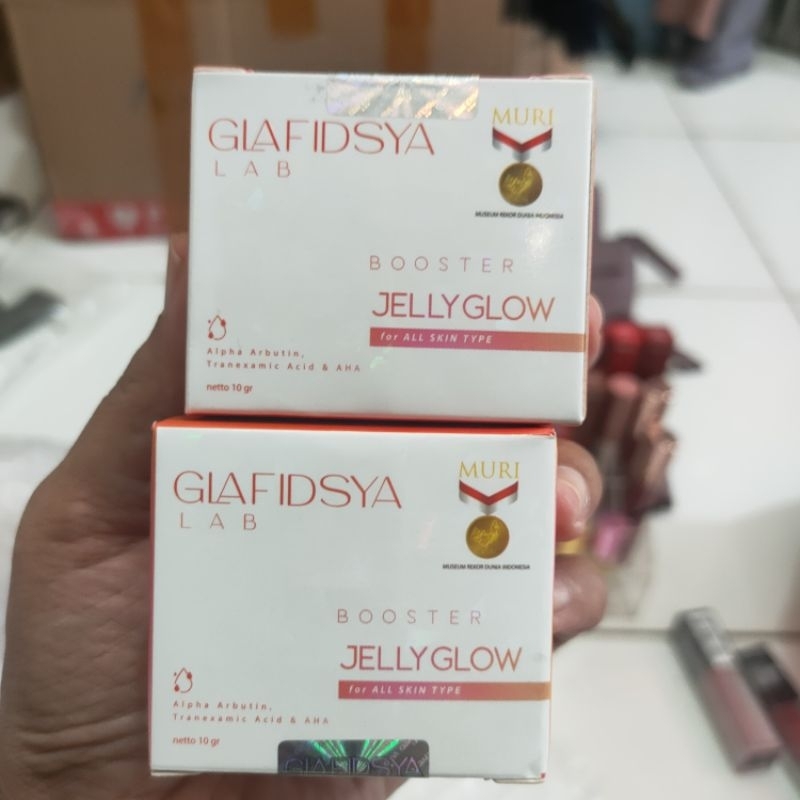 GLAFIDSYA
LAB
MURI
MUSEUM REKOR DUNIA INDONESIA
BOOSTER
JELLYGLOW
for ALL SKIN TYPE
Alpha Arbutin,
Tranexamic Acid & AHA
netto 10 gr
GLAFIDSYA
LAB
MURI
MUSEUM REKOR DUNIA INDONESIA
BOOSTER
JELLYGLOW
for ALL SKIN TYPE
Alpha Arbutin,
Tranexamic Acid & AHA
netto 10 gr
GLAFIDSYA